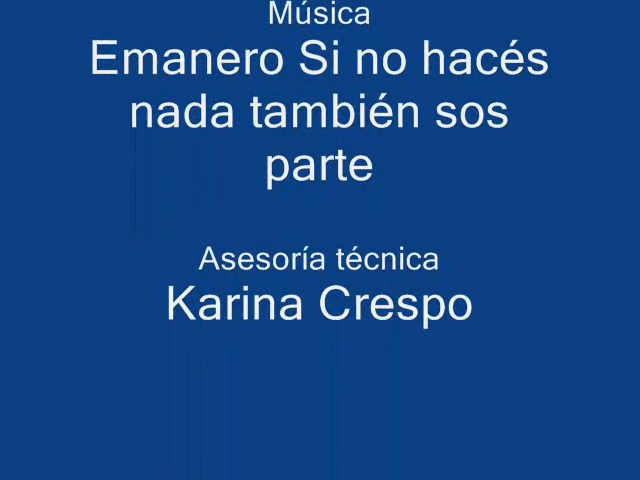 Música
Emanero Si no hacés
nada también sos
parte
Asesoría técnica
Karina Crespo